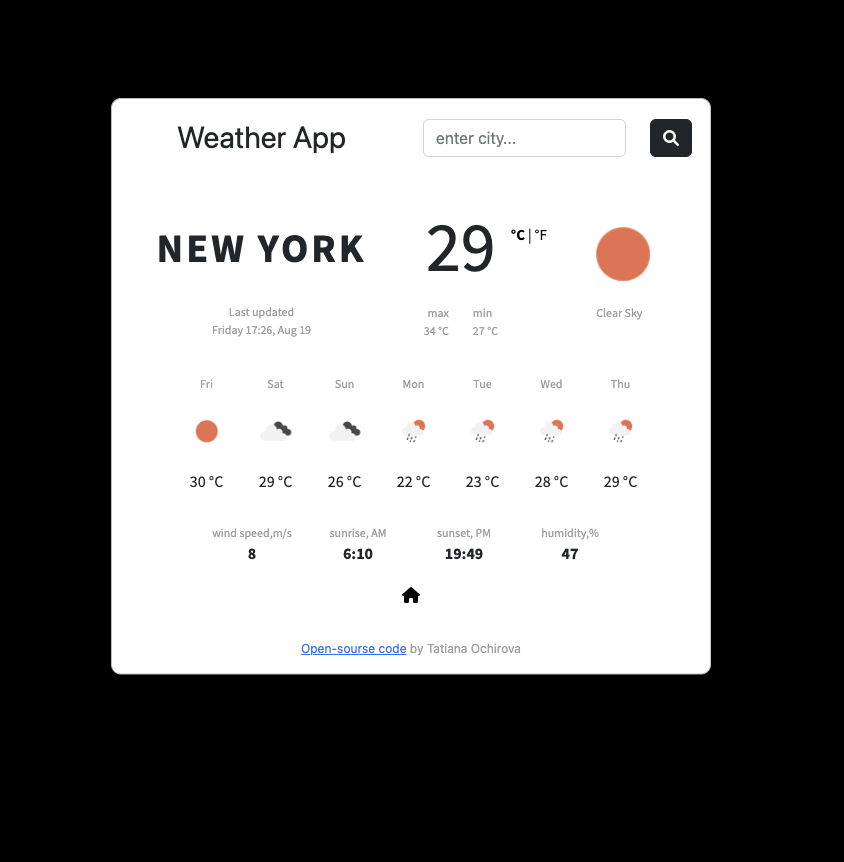 Weather App
enter city...
NEW YORK
29
°C | °F
Last updated
Friday 17:26, Aug 19
max min
34 °C 27 °C
Clear Sky
Fri Sat Sun Mon Tue Wed Thu
30 °C 29 °C 26 °C 22 °C 23 °C 28 °C 29 °C
wind speed,m/s sunrise, AM sunset, PM humidity,%
8 6:10 19:49 47
Open-sourse code by Tatiana Ochirova